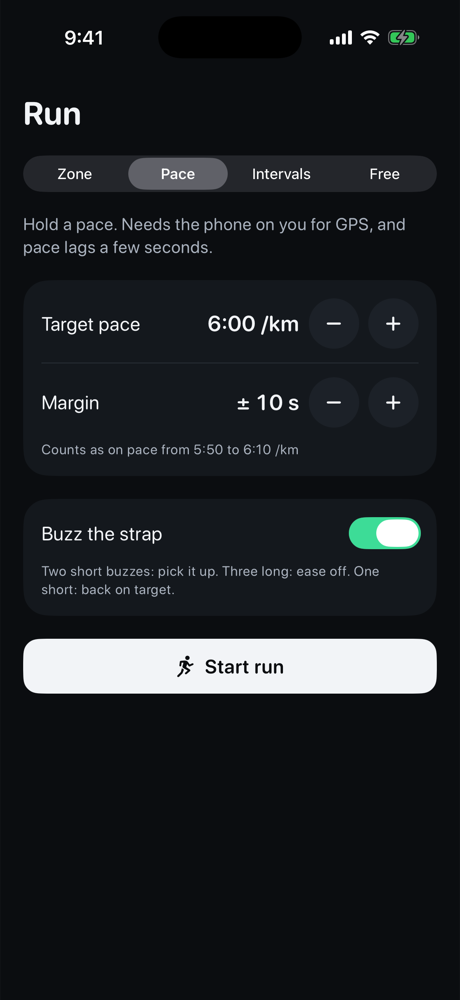 9:41
Run
Zone Pace Intervals Free
Hold a pace. Needs the phone on you for GPS, and
pace lags a few seconds.
Target pace 6:00 /km − +
Margin ± 10 s − +
Counts as on pace from 5:50 to 6:10 /km
Buzz the strap
Two short buzzes: pick it up. Three long: ease off. One
short: back on target.
Start run